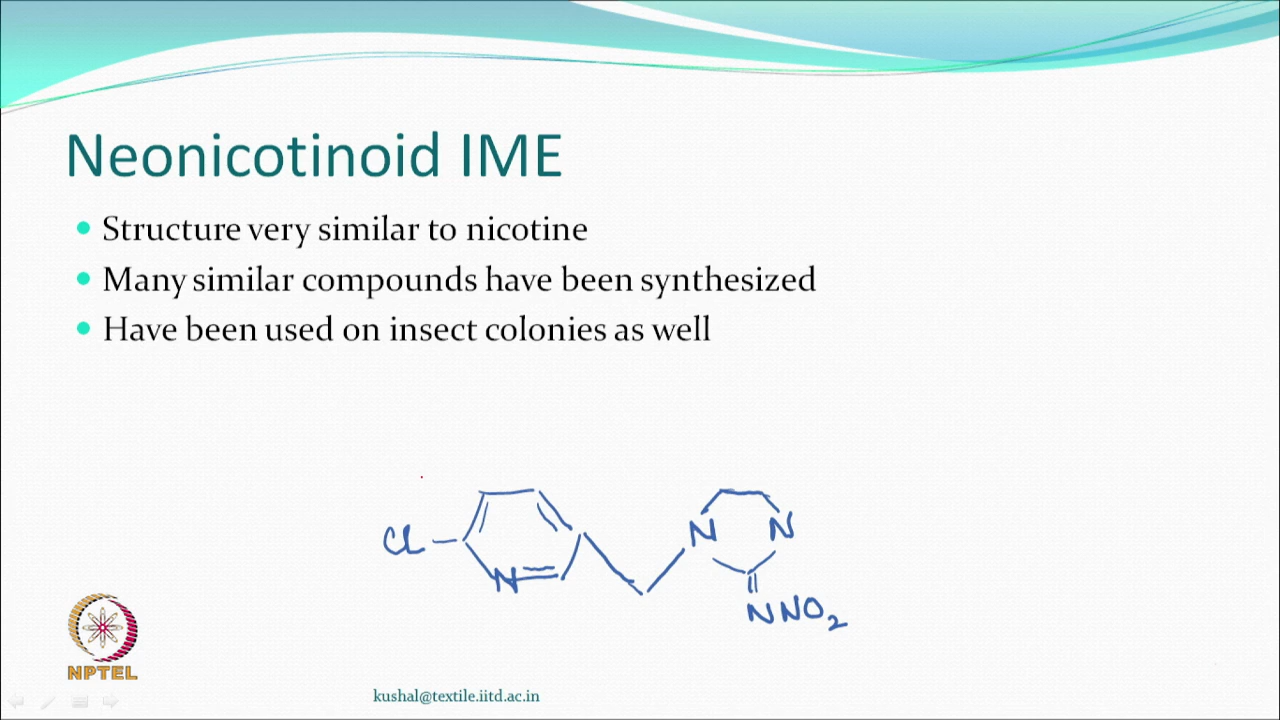 Neonicotinoid IME
Structure very similar to nicotine
Many similar compounds have been synthesized
Have been used on insect colonies as well
Cl
N
N
N
NNO2
NPTEL
kushal@textile.iitd.ac.in